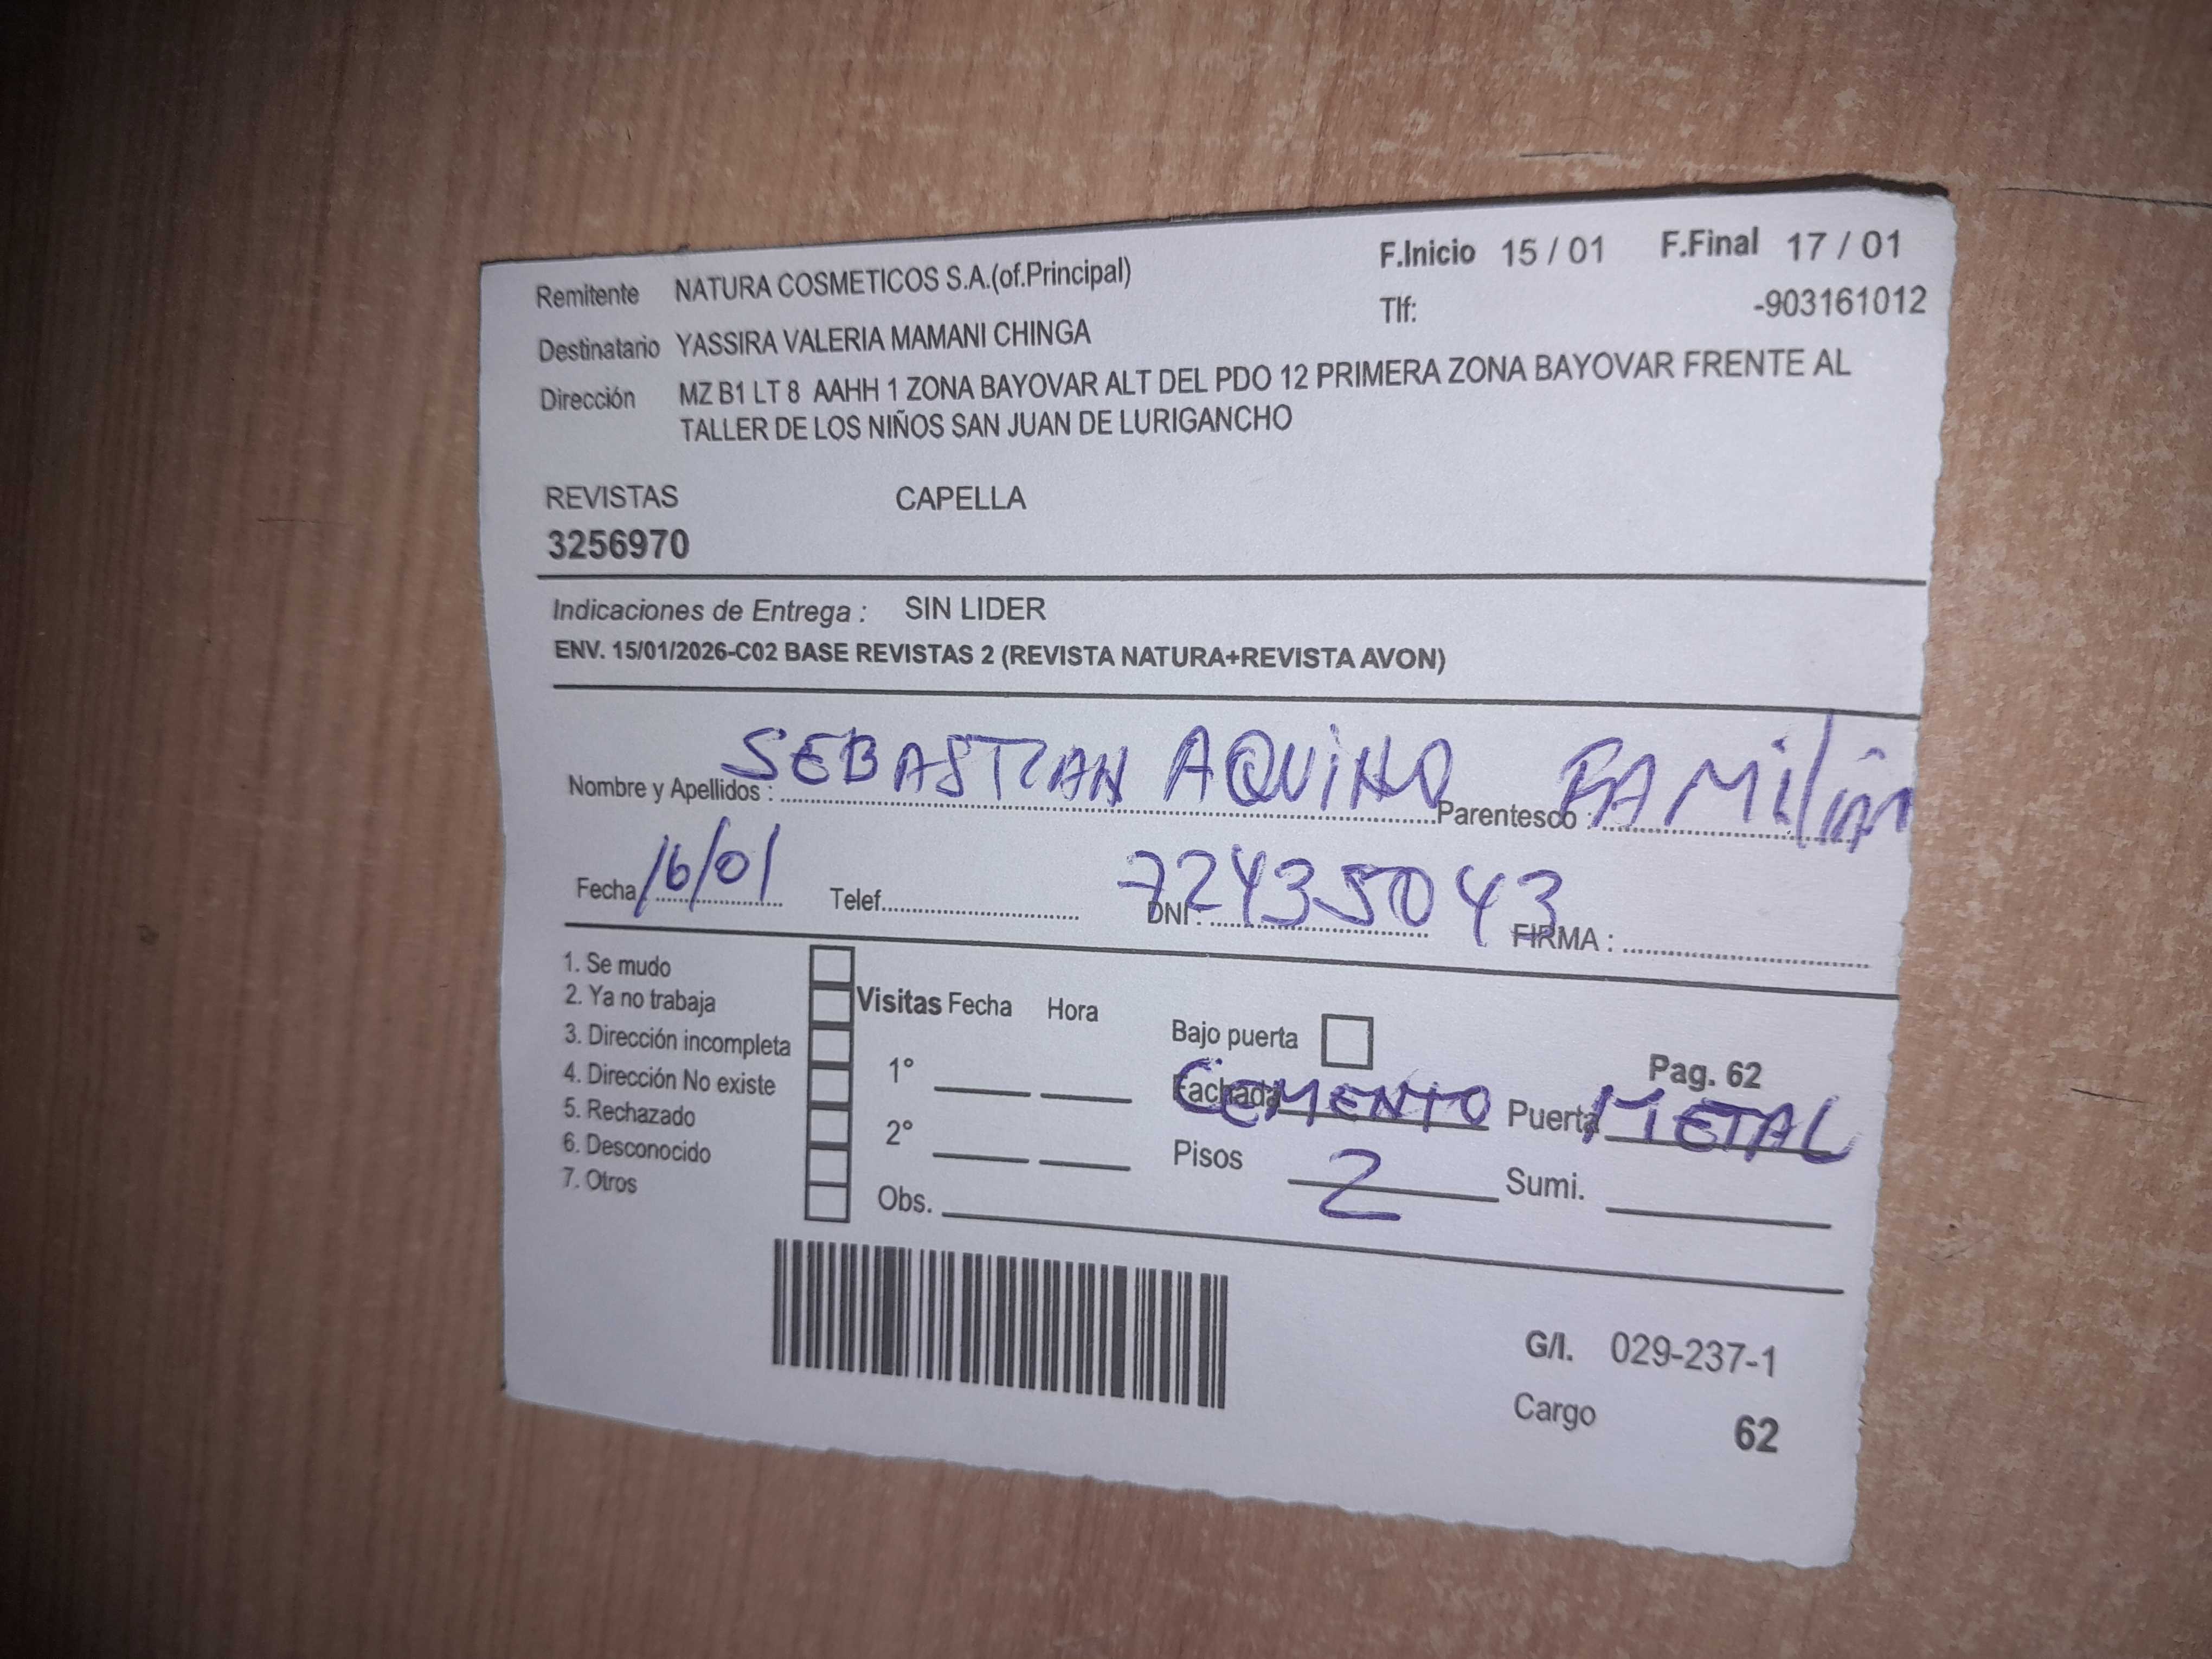 Remitente NATURA COSMETICOS S.A.(of.Principal) F.Inicio 15 / 01 F.Final 17 / 01
Destinatario YASSIRA VALERIA MAMANI CHINGA Tlf: -903161012
Dirección MZ B1 LT 8 AAHH 1 ZONA BAYOVAR ALT DEL PDO 12 PRIMERA ZONA BAYOVAR FRENTE AL
TALLER DE LOS NIÑOS SAN JUAN DE LURIGANCHO
REVISTAS CAPELLA
3256970
Indicaciones de Entrega : SIN LIDER
ENV. 15/01/2026-C02 BASE REVISTAS 2 (REVISTA NATURA+REVISTA AVON)
Nombre y Apellidos : SEBASTIAN AQUINO Parentesco : FAMILIAR
Fecha 16/01 Telef. DNI : 72435043 FIRMA :
1. Se mudo
2. Ya no trabaja
3. Dirección incompleta
4. Dirección No existe
5. Rechazado
6. Desconocido
7. Otros
Visitas Fecha Hora
1°
2°
Obs.
Bajo puerta
Pag. 62
Fachada CEMENTO Puerta METAL
Pisos 2 Sumi.
G/I. 029-237-1
Cargo 62